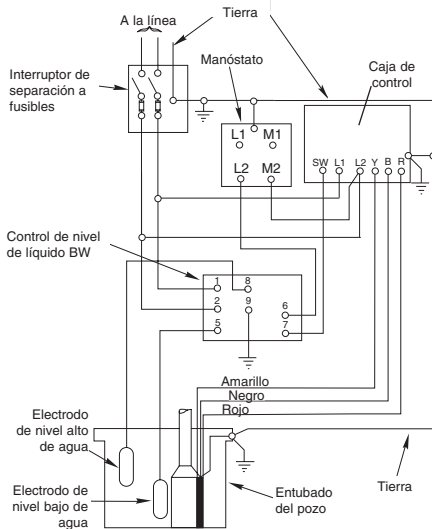 A la línea
Tierra
Interruptor de
separación a
fusibles
Manóstato
Caja de
control
L1
M1
L2
M2
SW
L1
L2
Y
B
R
Control de nivel
de líquido BW
1
8
2
9
6
5
7
Amarillo
Negro
Rojo
Electrodo
de nivel alto
de agua
Electrodo de
nivel bajo de
agua
Entubado
del pozo
Tierra